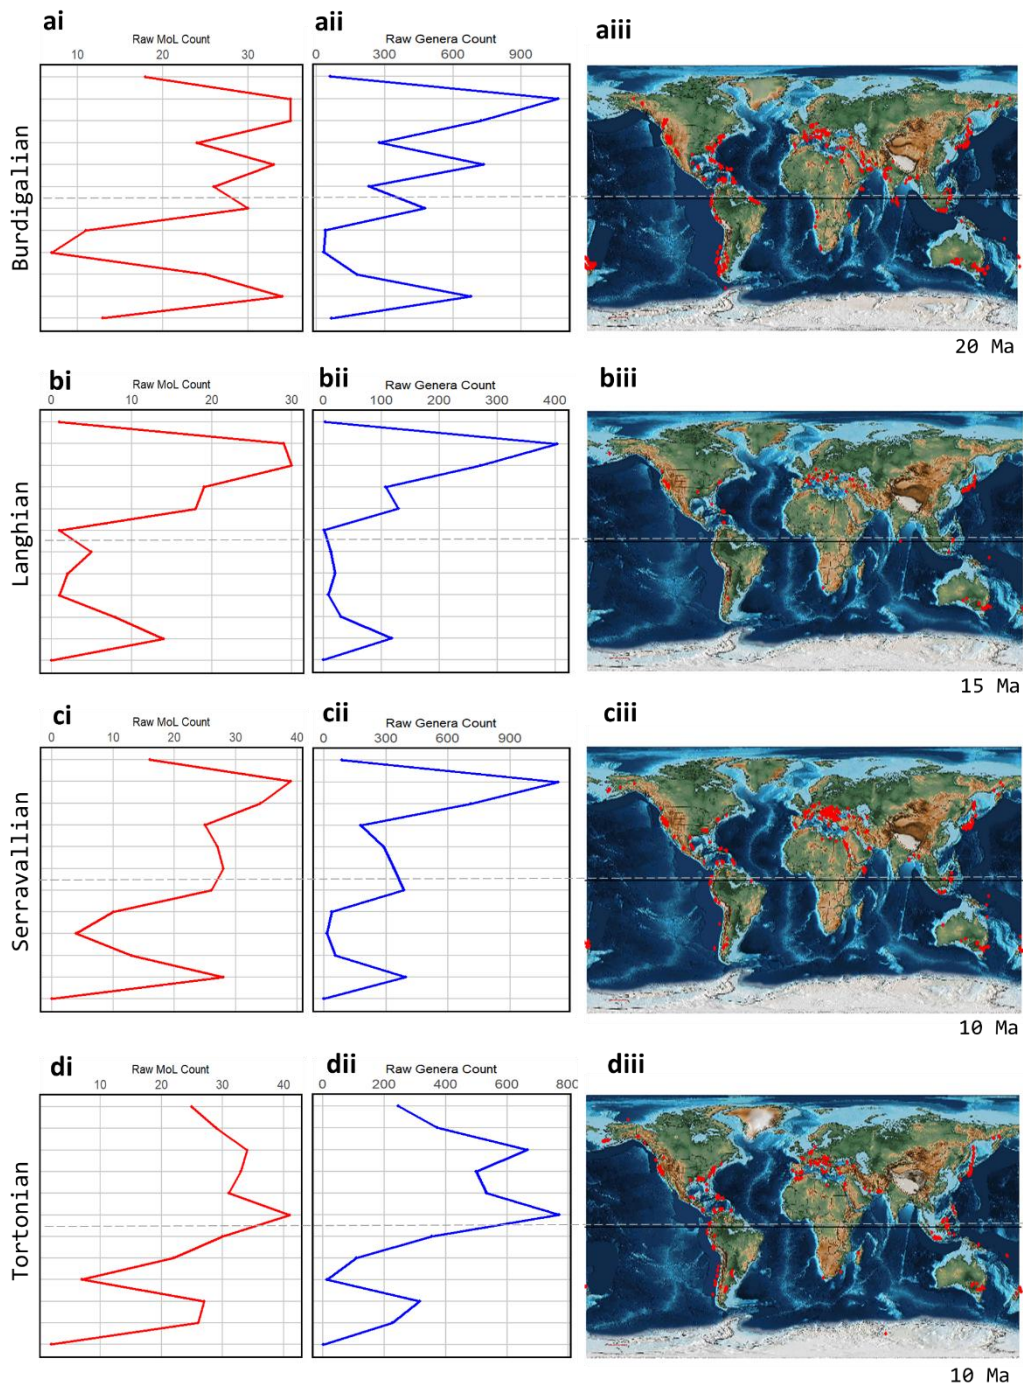 ai aii aiii
Raw MoL Count Raw Genera Count
10 30 0 300 600 900
Burdigalian
20 Ma
bi bii biii
Raw MoL Count Raw Genera Count
0 10 20 30 0 100 200 300 400
Langhian
15 Ma
ci cii ciii
Raw MoL Count Raw Genera Count
0 10 20 30 40 0 300 600 900
Serravallian
10 Ma
di dii diii
Raw MoL Count Raw Genera Count
10 20 30 40 0 200 400 600 800
Tortonian
10 Ma